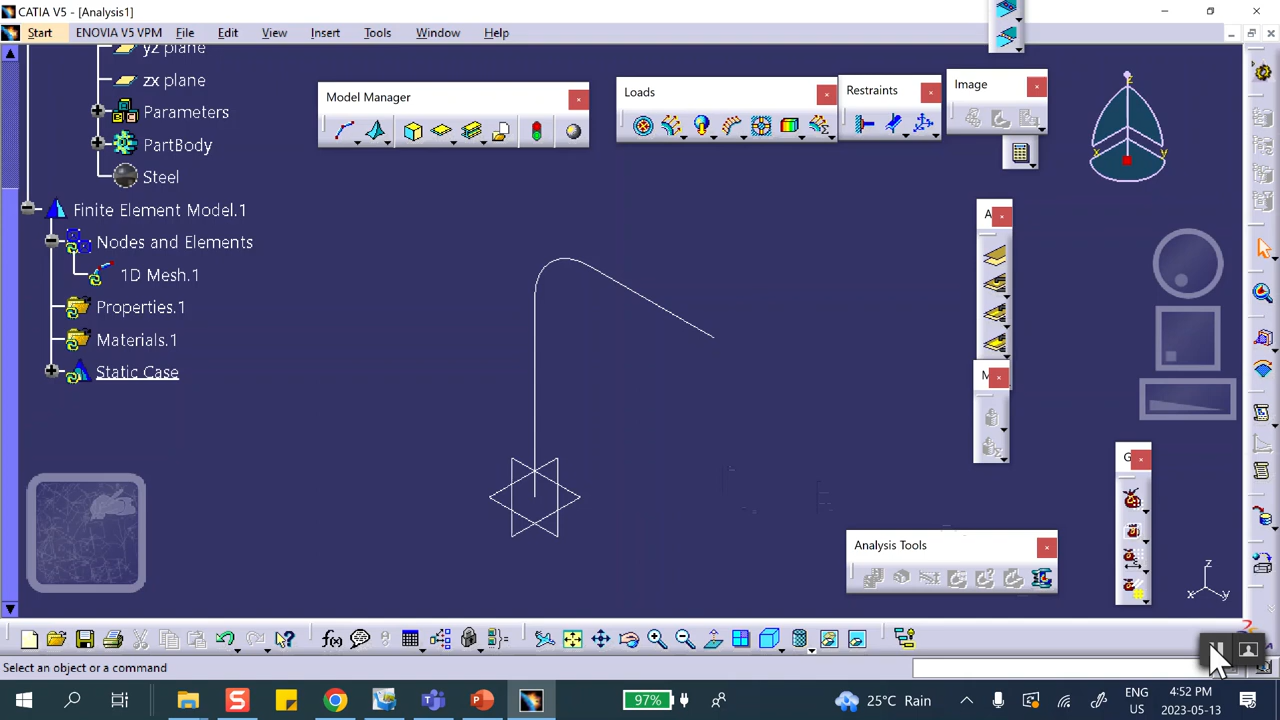 CATIA V5 - [Analysis1]
Start ENOVIA V5 VPM File Edit View Insert Tools Window Help
yz plane
zx plane
Parameters
PartBody
Steel
Finite Element Model.1
Nodes and Elements
1D Mesh.1
Properties.1
Materials.1
Static Case
Model Manager
Loads
Restraints
Image
A
M
G
Analysis Tools
z
x y
f(x)
Select an object or a command
97%
25°C Rain
ENG
US
4:52 PM
2023-05-13